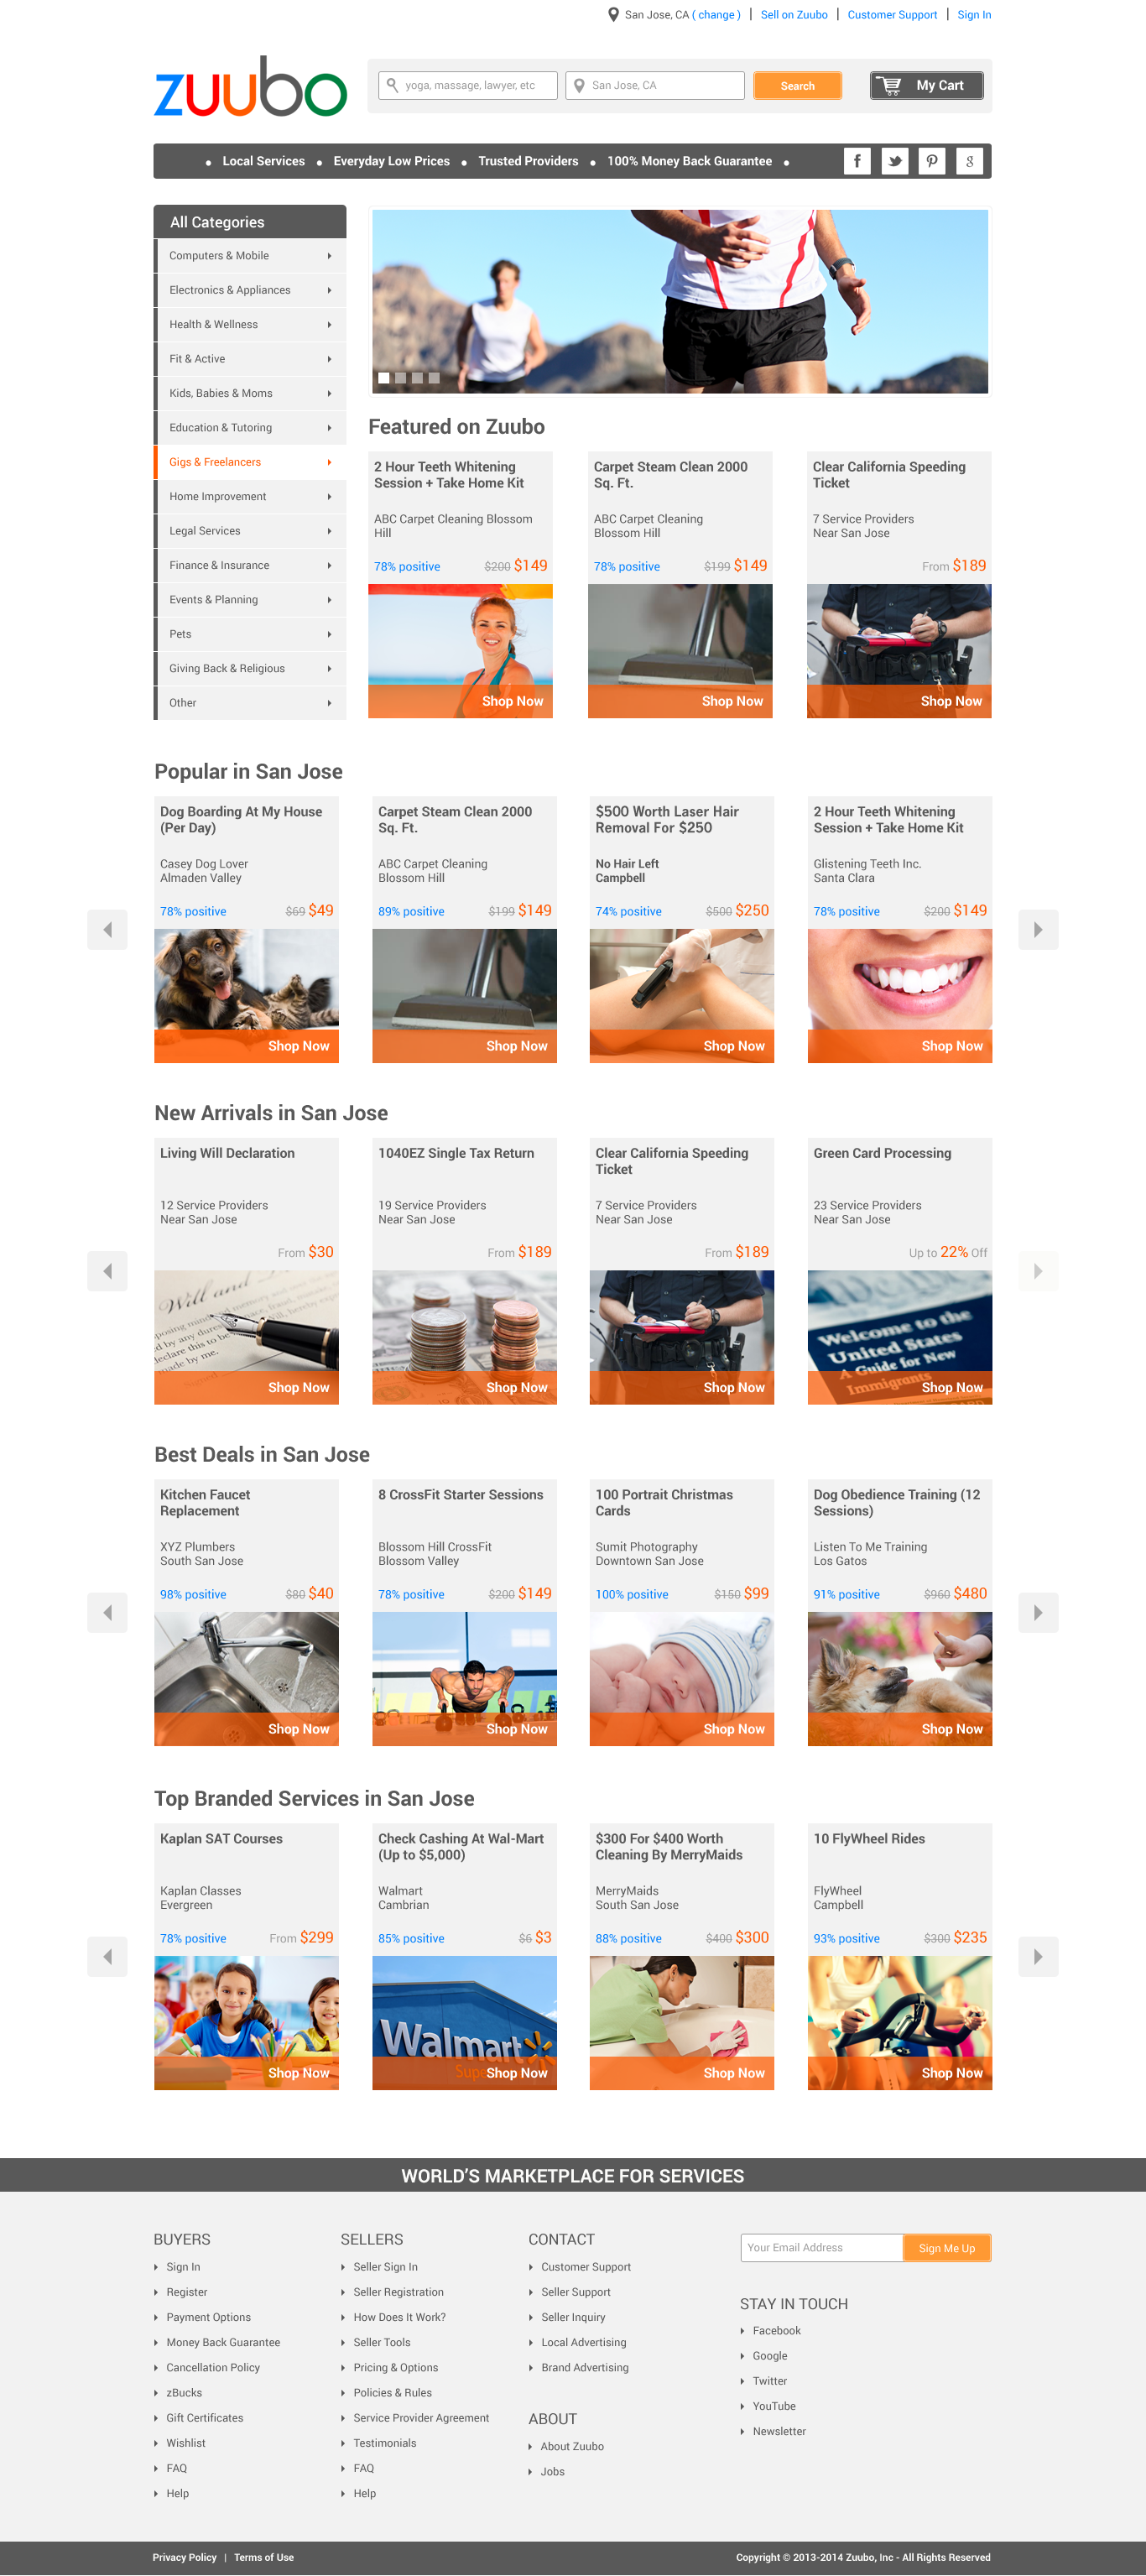 San Jose, CA ( change ) | Sell on Zuubo | Customer Support | Sign In
zuubo
yoga, massage, lawyer, etc
San Jose, CA
Search
My Cart
Local Services • Everyday Low Prices • Trusted Providers • 100% Money Back Guarantee
All Categories
Computers & Mobile
Electronics & Appliances
Health & Wellness
Fit & Active
Kids, Babies & Moms
Education & Tutoring
Gigs & Freelancers
Home Improvement
Legal Services
Finance & Insurance
Events & Planning
Pets
Giving Back & Religious
Other
Featured on Zuubo
2 Hour Teeth Whitening
Session + Take Home Kit
ABC Carpet Cleaning Blossom
Hill
78% positive $200 $149
Shop Now
Carpet Steam Clean 2000
Sq. Ft.
ABC Carpet Cleaning
Blossom Hill
78% positive $199 $149
Shop Now
Clear California Speeding
Ticket
7 Service Providers
Near San Jose
From $189
Shop Now
Popular in San Jose
Dog Boarding At My House
(Per Day)
Casey Dog Lover
Almaden Valley
78% positive $69 $49
Shop Now
Carpet Steam Clean 2000
Sq. Ft.
ABC Carpet Cleaning
Blossom Hill
89% positive $199 $149
Shop Now
$500 Worth Laser Hair
Removal For $250
No Hair Left
Campbell
74% positive $500 $250
Shop Now
2 Hour Teeth Whitening
Session + Take Home Kit
Glistening Teeth Inc.
Santa Clara
78% positive $200 $149
Shop Now
New Arrivals in San Jose
Living Will Declaration
12 Service Providers
Near San Jose
From $30
Will and
Shop Now
1040EZ Single Tax Return
19 Service Providers
Near San Jose
From $189
Shop Now
Clear California Speeding
Ticket
7 Service Providers
Near San Jose
From $189
Shop Now
Green Card Processing
23 Service Providers
Near San Jose
Up to 22% Off
Welcome to the
United States
A Guide for New
Immigrants
Shop Now
Best Deals in San Jose
Kitchen Faucet
Replacement
XYZ Plumbers
South San Jose
98% positive $80 $40
Shop Now
8 CrossFit Starter Sessions
Blossom Hill CrossFit
Blossom Valley
78% positive $200 $149
Shop Now
100 Portrait Christmas
Cards
Sumit Photography
Downtown San Jose
100% positive $150 $99
Shop Now
Dog Obedience Training (12
Sessions)
Listen To Me Training
Los Gatos
91% positive $960 $480
Shop Now
Top Branded Services in San Jose
Kaplan SAT Courses
Kaplan Classes
Evergreen
78% positive From $299
Shop Now
Check Cashing At Wal-Mart
(Up to $5,000)
Walmart
Cambrian
85% positive $6 $3
Walmart
Shop Now
$300 For $400 Worth
Cleaning By MerryMaids
MerryMaids
South San Jose
88% positive $400 $300
Shop Now
10 FlyWheel Rides
FlyWheel
Campbell
93% positive $300 $235
Shop Now
WORLD'S MARKETPLACE FOR SERVICES
BUYERS
Sign In
Register
Payment Options
Money Back Guarantee
Cancellation Policy
zBucks
Gift Certificates
Wishlist
FAQ
Help
SELLERS
Seller Sign In
Seller Registration
How Does It Work?
Seller Tools
Pricing & Options
Policies & Rules
Service Provider Agreement
Testimonials
FAQ
Help
CONTACT
Customer Support
Seller Support
Seller Inquiry
Local Advertising
Brand Advertising
ABOUT
About Zuubo
Jobs
Your Email Address
Sign Me Up
STAY IN TOUCH
Facebook
Google
Twitter
YouTube
Newsletter
Privacy Policy | Terms of Use
Copyright © 2013-2014 Zuubo, Inc - All Rights Reserved